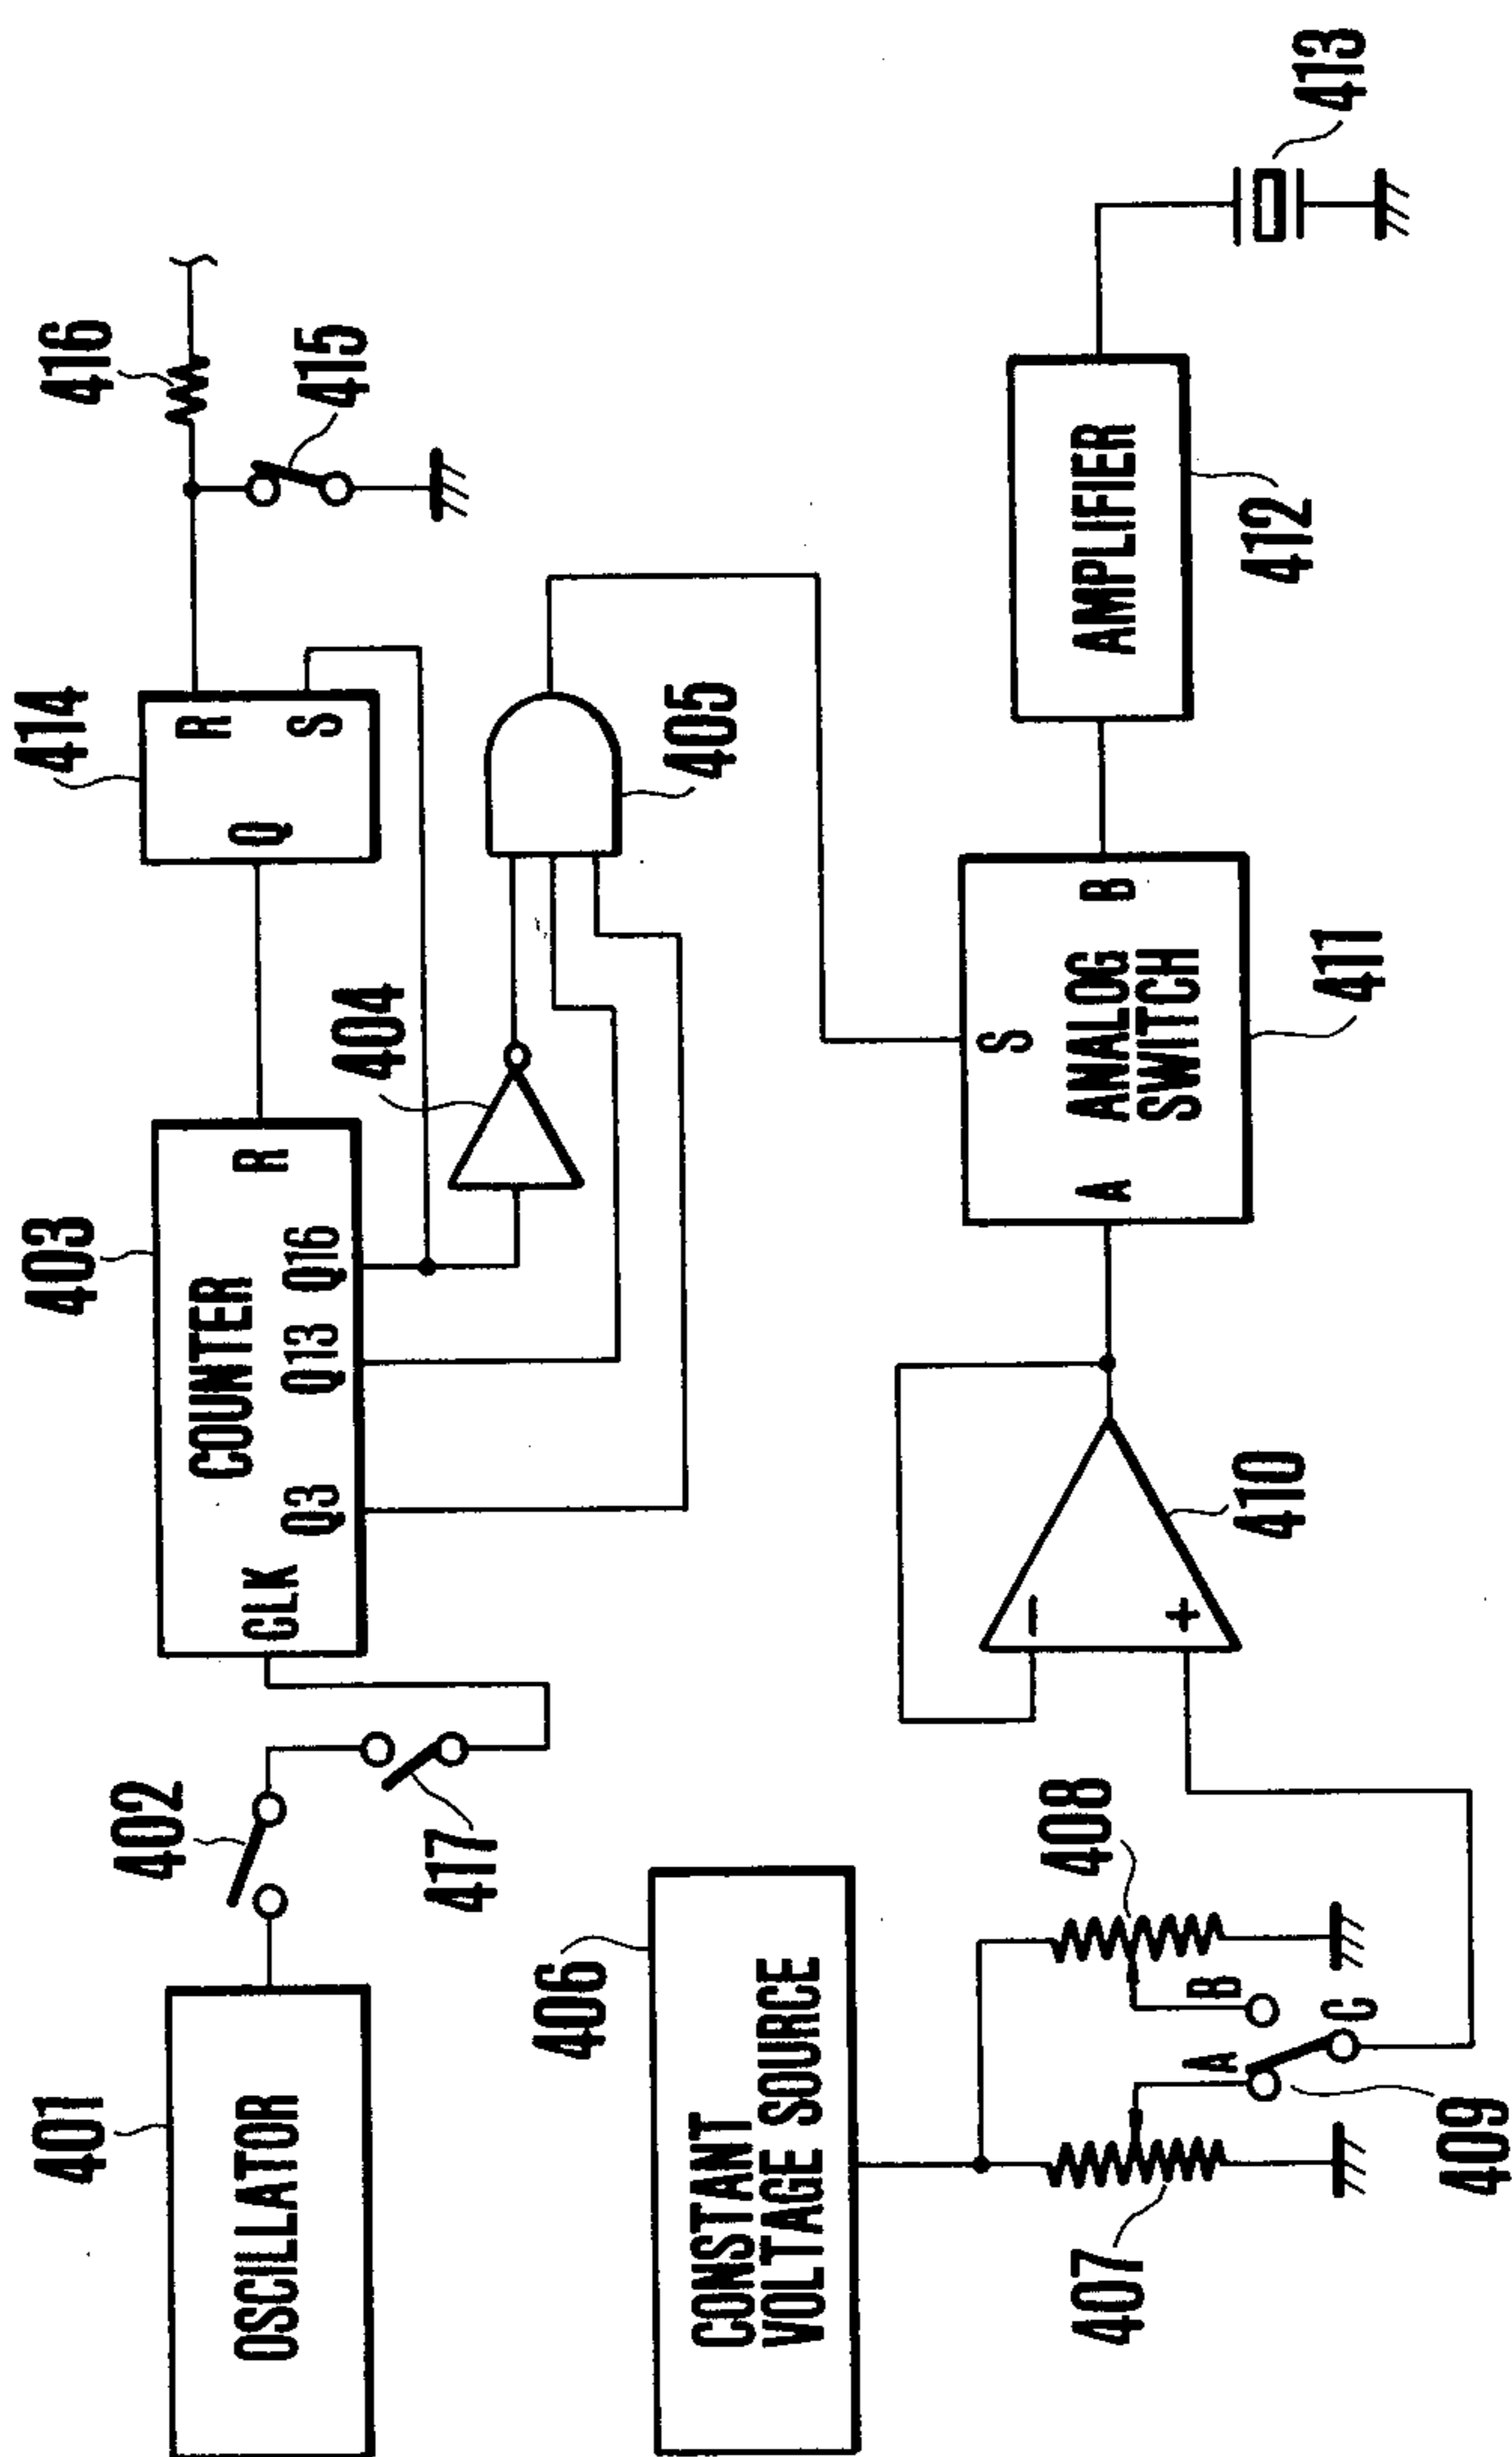 401
OSCILLATOR
402
417
403
COUNTER
CLK
Q3
Q13
Q16
R
404
405
414
Q
R
S
416
415
406
CONSTANT
VOLTAGE SOURCE
407
408
A
B
C
409
-
+
410
S
A
B
ANALOG
SWITCH
411
AMPLIFIER
412
413